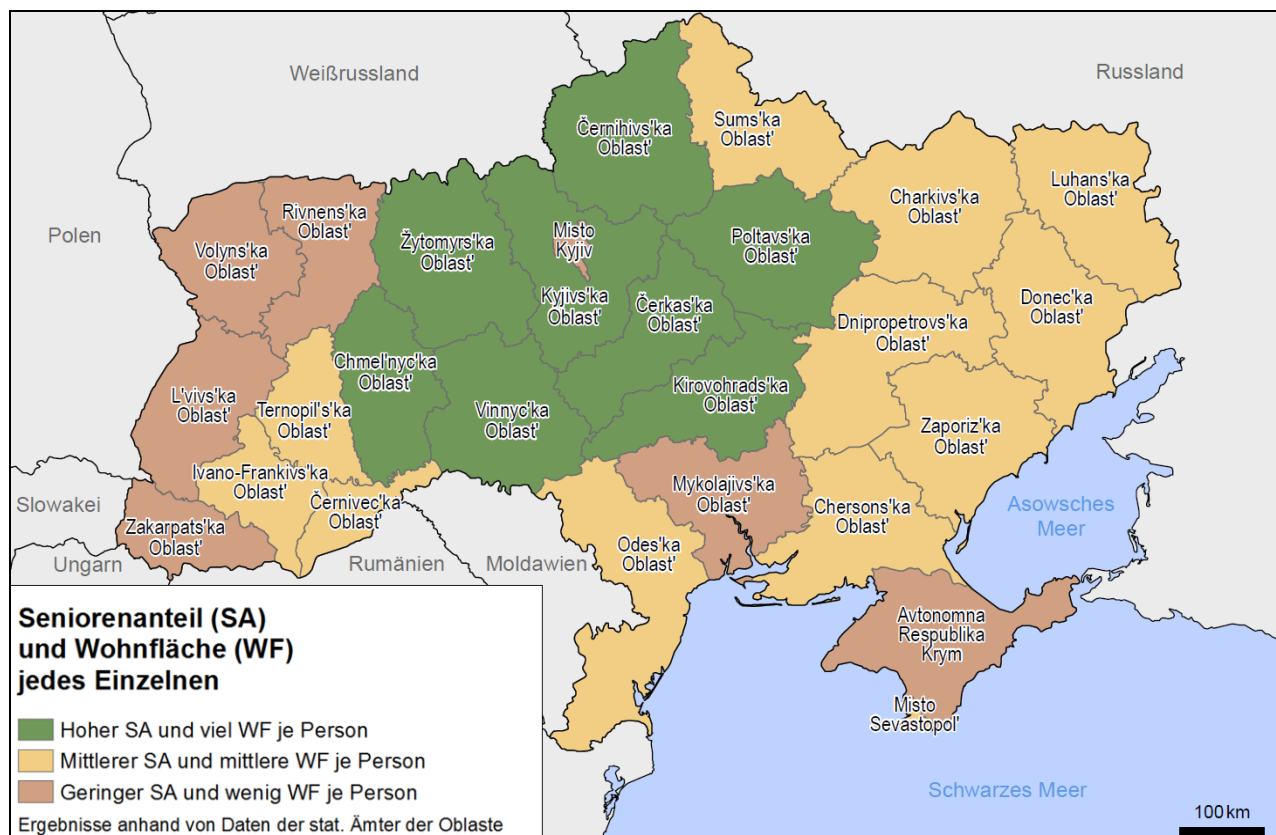 Weißrussland
Russland
Černihivs'ka
Oblast'
Sums'ka
Oblast'
Charkivs'ka
Oblast'
Luhans'ka
Oblast'
Polen
Volyns'ka
Oblast'
Rivnens'ka
Oblast'
Žytomyrs'ka
Oblast'
Misto
Kyjiv
Kyjivs'ka
Oblast'
Poltavs'ka
Oblast'
Čerkas'ka
Oblast'
Dnipropetrovs'ka
Oblast'
Donec'ka
Oblast'
L'vivs'ka
Oblast'
Ternopil's'ka
Oblast'
Chmel'nyc'ka
Oblast'
Vinnyc'ka
Oblast'
Kirovohrads'ka
Oblast'
Zaporiz'ka
Oblast'
Ivano-Frankivs'ka
Oblast'
Černivec'ka
Oblast'
Mykolajivs'ka
Oblast'
Chersons'ka
Oblast'
Asowsches
Meer
Slowakei
Zakarpats'ka
Oblast'
Ungarn
Rumänien
Moldawien
Odes'ka
Oblast'
Avtonomna
Respublika
Krym
Misto
Sevastopol'
Schwarzes Meer
100 km
Seniorenanteil (SA)
und Wohnfläche (WF)
jedes Einzelnen
Hoher SA und viel WF je Person
Mittlerer SA und mittlere WF je Person
Geringer SA und wenig WF je Person
Ergebnisse anhand von Daten der stat. Ämter der Oblaste